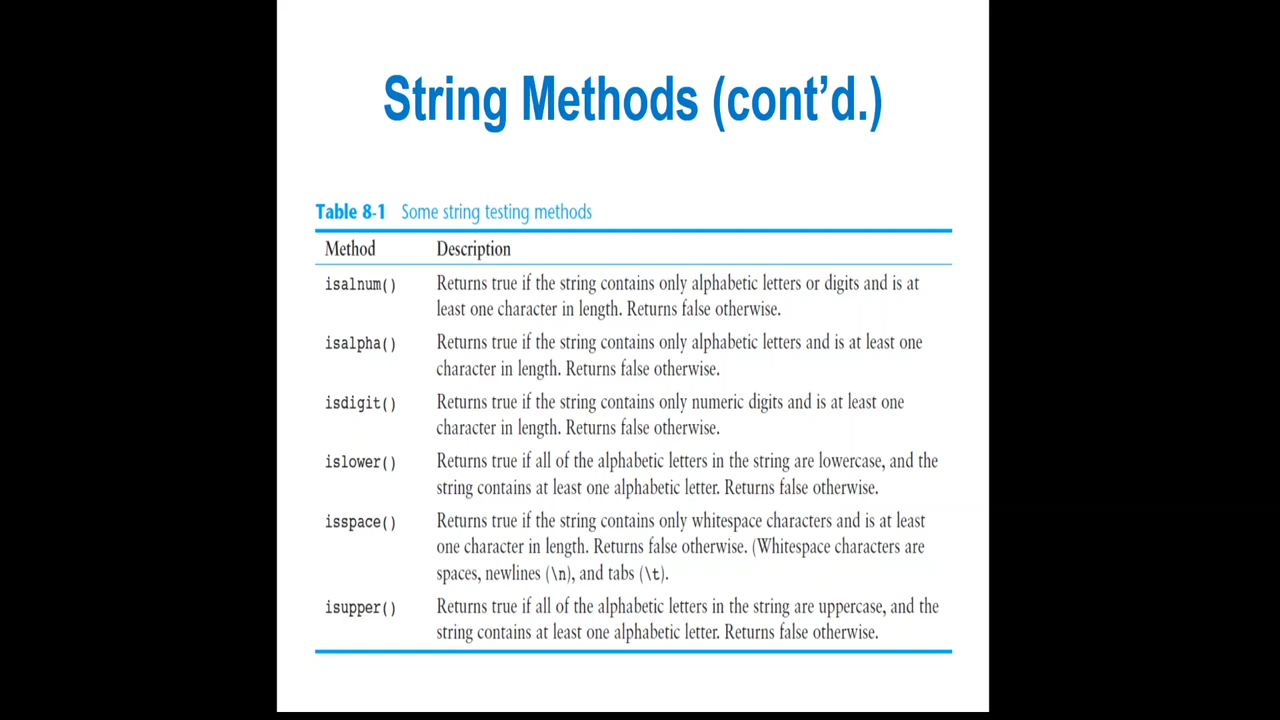 String Methods (cont’d.)
Table 8-1 Some string testing methods
Method Description
isalnum() Returns true if the string contains only alphabetic letters or digits and is at
least one character in length. Returns false otherwise.
isalpha() Returns true if the string contains only alphabetic letters and is at least one
character in length. Returns false otherwise.
isdigit() Returns true if the string contains only numeric digits and is at least one
character in length. Returns false otherwise.
islower() Returns true if all of the alphabetic letters in the string are lowercase, and the
string contains at least one alphabetic letter. Returns false otherwise.
isspace() Returns true if the string contains only whitespace characters and is at least
one character in length. Returns false otherwise. (Whitespace characters are
spaces, newlines (\n), and tabs (\t).
isupper() Returns true if all of the alphabetic letters in the string are uppercase, and the
string contains at least one alphabetic letter. Returns false otherwise.